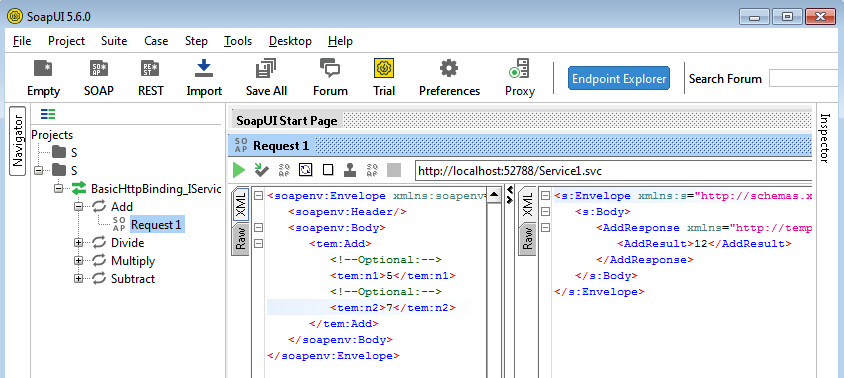 SoapUI 5.6.0
File Project Suite Case Step Tools Desktop Help
Empty SOAP REST Import Save All Forum Trial Preferences Proxy Endpoint Explorer Search Forum
Navigator
Projects
S
S
BasicHttpBinding_IServic
Add
SO AP Request 1
Divide
Multiply
Subtract
SoapUI Start Page
SO AP Request 1
http://localhost:52788/Service1.svc
XML
Raw
<soapenv:Envelope xmlns:soapenv=
<soapenv:Header/>
<soapenv:Body>
<tem:Add>
<!--Optional:-->
<tem:n1>5</tem:n1>
<!--Optional:-->
<tem:n2>7</tem:n2>
</tem:Add>
</soapenv:Body>
</soapenv:Envelope>
XML
Raw
<s:Envelope xmlns:s="http://schemas.x
<s:Body>
<AddResponse xmlns="http://temp
<AddResult>12</AddResult>
</AddResponse>
</s:Body>
</s:Envelope>
Inspector